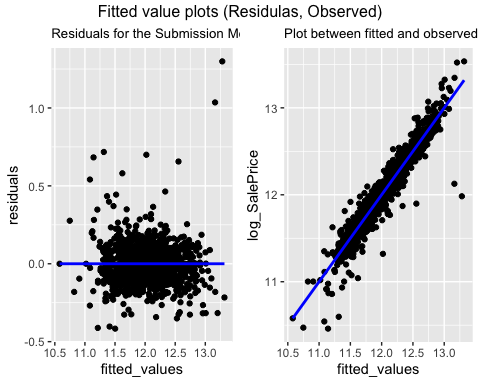 Fitted value plots (Residulas, Observed)
Residuals for the Submission
Plot between fitted and observed
1.0
0.5
0.0
-0.5
residuals
10.5 11.0 11.5 12.0 12.5 13.0
fitted_values
13
12
11
log_SalePrice
10.5 11.0 11.5 12.0 12.5 13.0
fitted_values